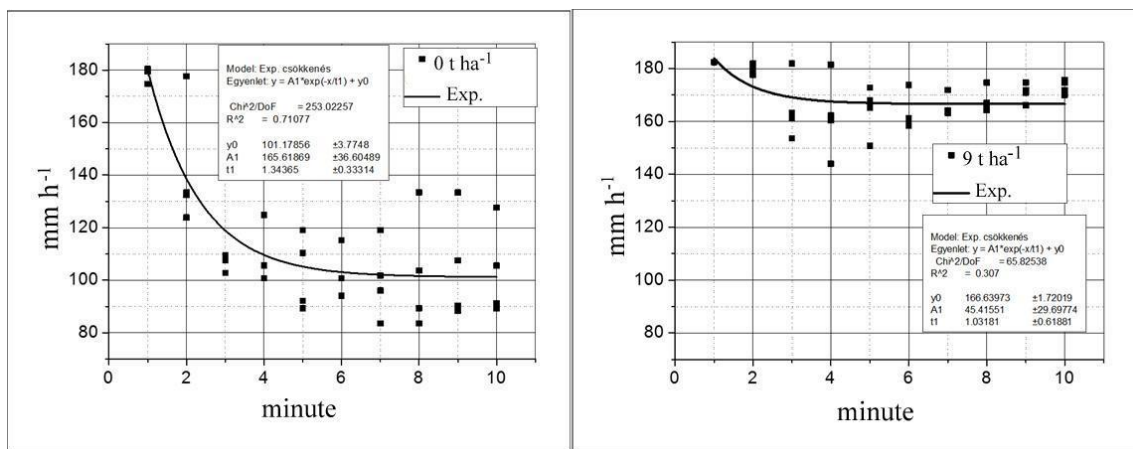 180
160
140
120
100
80
mm h-1
0
2
4
6
8
10
minute
Model: Exp. csökkenés
Egyenlet: y = A1*exp(-x/t1) + y0
Chi^2/DoF = 253.02257
R^2 = 0.71077
y0 101.17856 ±3.7748
A1 165.61869 ±36.60489
t1 1.34365 ±0.33314
0 t ha-1
Exp.
180
160
140
120
100
80
mm h-1
0
2
4
6
8
10
minute
9 t ha-1
Exp.
Model: Exp. csökkenés
Egyenlet: y = A1*exp(-x/t1) + y0
Chi^2/DoF = 65.82538
R^2 = 0.307
y0 166.63973 ±1.72019
A1 45.41551 ±29.69774
t1 1.03181 ±0.61881